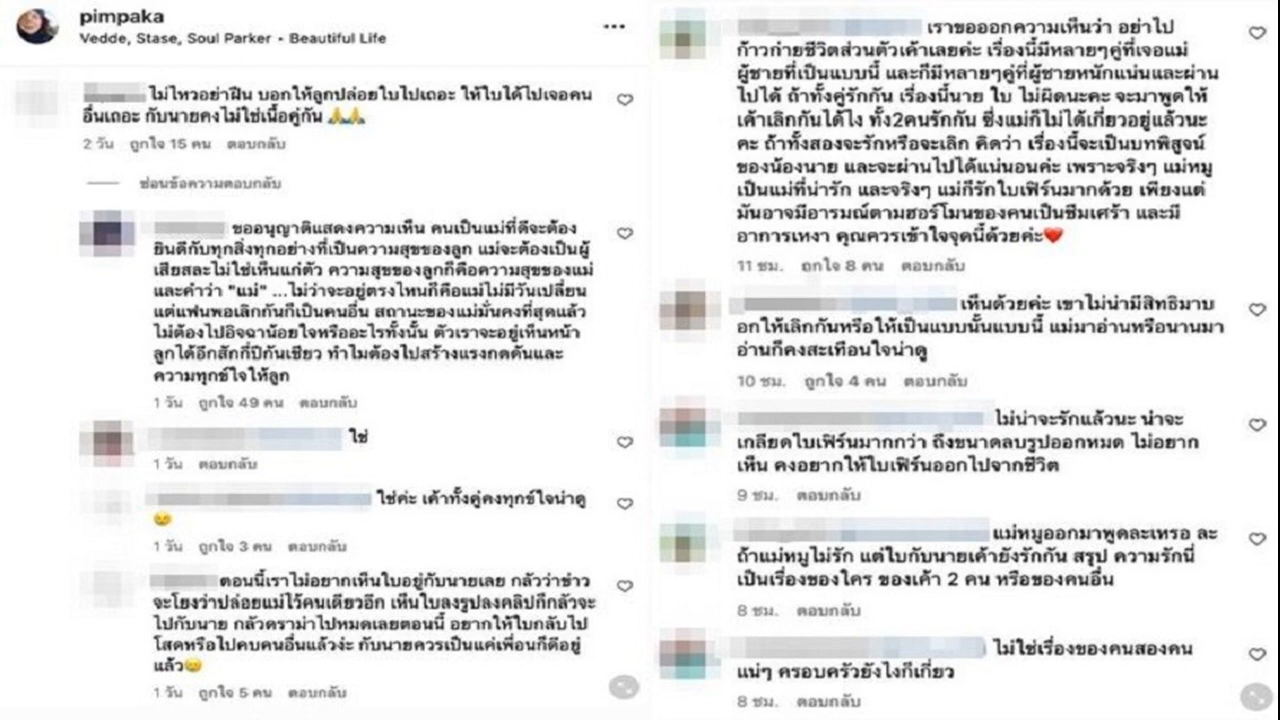 pimpaka
Vedde, Stase, Soul Parker • Beautiful Life
ไม่ไหวอย่าฝืน บอกให้ลูกปล่อยใบไปเถอะ ให้ใบได้ไปเจอคน
อื่นเถอะ กับนายคงไม่ใช่เนื้อคู่กัน 🙏🙏
2 วัน ถูกใจ 15 คน ตอบกลับ
ซ่อนข้อความตอบกลับ
ขออนุญาติแสดงความเห็น คนเป็นแม่ที่ดีจะต้อง
ยินดีกับทุกสิ่งทุกอย่างที่เป็นความสุขของลูก แม่จะต้องเป็นผู้
เสียสละไม่ใช่เห็นแก่ตัว ความสุขของลูกก็คือความสุขของแม่
และคำว่า "แม่" ...ไม่ว่าจะอยู่ตรงไหนก็คือแม่ไม่มีวันเปลี่ยน
แต่แฟนพอเลิกกันก็เป็นคนอื่น สถานะของแม่มั่นคงที่สุดแล้ว
ไม่ต้องไปอิจฉาน้อยใจหรืออะไรทั้งนั้น ตัวเราจะอยู่เห็นหน้า
ลูกได้อีกสักกี่ปีกันเชียว ทำไมต้องไปสร้างแรงกดดันและ
ความทุกข์ใจให้ลูก
1 วัน ถูกใจ 49 คน ตอบกลับ
ใช่
1 วัน ตอบกลับ
ใช่ค่ะ เค้าทั้งคู่คงทุกข์ใจน่าดู
😢
1 วัน ถูกใจ 3 คน ตอบกลับ
ตอนนี้เราไม่อยากเห็นใบอยู่กับนายเลย กลัวว่าข่าว
จะโยงว่าปล่อยแม่ไว้คนเดียวอีก เห็นใบลงรูปลงคลิปก็กลัวจะ
ไปกับนาย กลัวดราม่าไปหมดเลยตอนนี้ อยากให้ใบกลับไป
โสดหรือไปคบคนอื่นแล้วง่ะ กับนายควรเป็นแค่เพื่อนก็ดีอยู่
แล้ว😢
1 วัน ถูกใจ 5 คน ตอบกลับ
เราขอออกความเห็นว่า อย่าไป
ก้าวก่ายชีวิตส่วนตัวเค้าเลยค่ะ เรื่องนี้มีหลายๆคู่ที่เจอแม่
ผู้ชายที่เป็นแบบนี้ และก็มีหลายๆคู่ที่ผู้ชายหนักแน่นและผ่าน
ไปได้ ถ้าทั้งคู่รักกัน เรื่องนี้นาย ใบ ไม่ผิดนะคะ จะมาพูดให้
เค้าเลิกกันได้ไง ทั้ง2คนรักกัน ซึ่งแม่ก็ไม่ได้เกี่ยวอยู่แล้วนะ
คะ ถ้าทั้งสองจะรักหรือจะเลิก คิดว่า เรื่องนี้จะเป็นบทพิสูจน์
ของน้องนาย และจะผ่านไปได้แน่นอนค่ะ เพราะจริงๆ แม่หมู
เป็นแม่ที่น่ารัก และจริงๆ แม่ก็รักใบเฟิร์นมากด้วย เพียงแต่
มันอาจมีอารมณ์ตามฮอร์โมนของคนเป็นซึมเศร้า และมี
อาการเหงา คุณควรเข้าใจจุดนี้ด้วยค่ะ❤️
11 ชม. ถูกใจ 8 คน ตอบกลับ
เห็นด้วยค่ะ เขาไม่น่ามีสิทธิมาบ
อกให้เลิกกันหรือให้เป็นแบบนั้นแบบนี้ แม่มาอ่านหรือนานมา
อ่านก็คงสะเทือนใจน่าดู
10 ชม. ถูกใจ 4 คน ตอบกลับ
ไม่น่าจะรักแล้วนะ น่าจะ
เกลียดใบเฟิร์นมากกว่า ถึงขนาดลบรูปออกหมด ไม่อยาก
เห็น คงอยากให้ใบเฟิร์นออกไปจากชีวิต
9 ชม. ตอบกลับ
แม่หมูออกมาพูดละเหรอ ละ
ถ้าแม่หมูไม่รัก แต่ใบกับนายเค้ายังรักกัน สรุป ความรักนี่
เป็นเรื่องของใคร ของเค้า 2 คน หรือของคนอื่น
8 ชม. ตอบกลับ
ไม่ใช่เรื่องของคนสองคน
แน่ๆ ครอบครัวยังไงก็เกี่ยว
8 ชม. ตอบกลับ